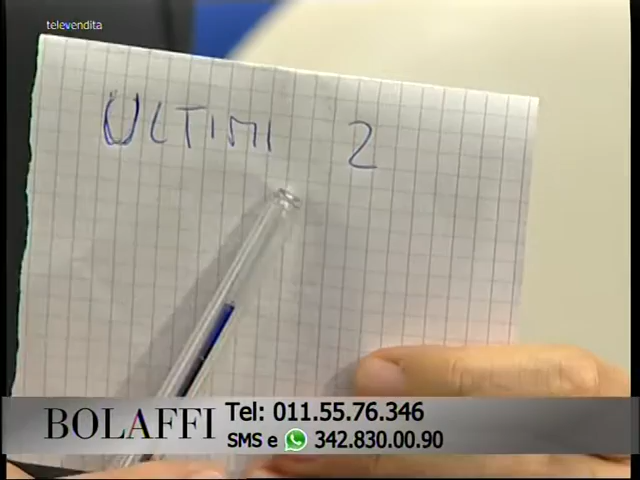 televendita
ULTIMI 2
BOLAFFI
Tel: 011.55.76.346
SMS e 342.830.00.90